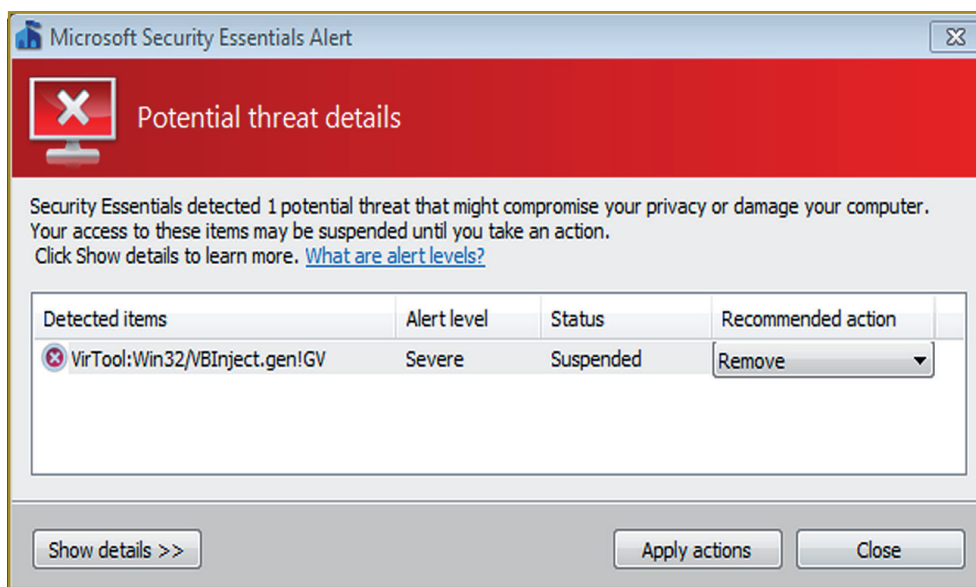 Microsoft Security Essentials Alert
Potential threat details
Security Essentials detected 1 potential threat that might compromise your privacy or damage your computer.
Your access to these items may be suspended until you take an action.
Click Show details to learn more. What are alert levels?
Detected items Alert level Status Recommended action
VirTool:Win32/VBInject.gen!GV Severe Suspended Remove
Show details >> Apply actions Close